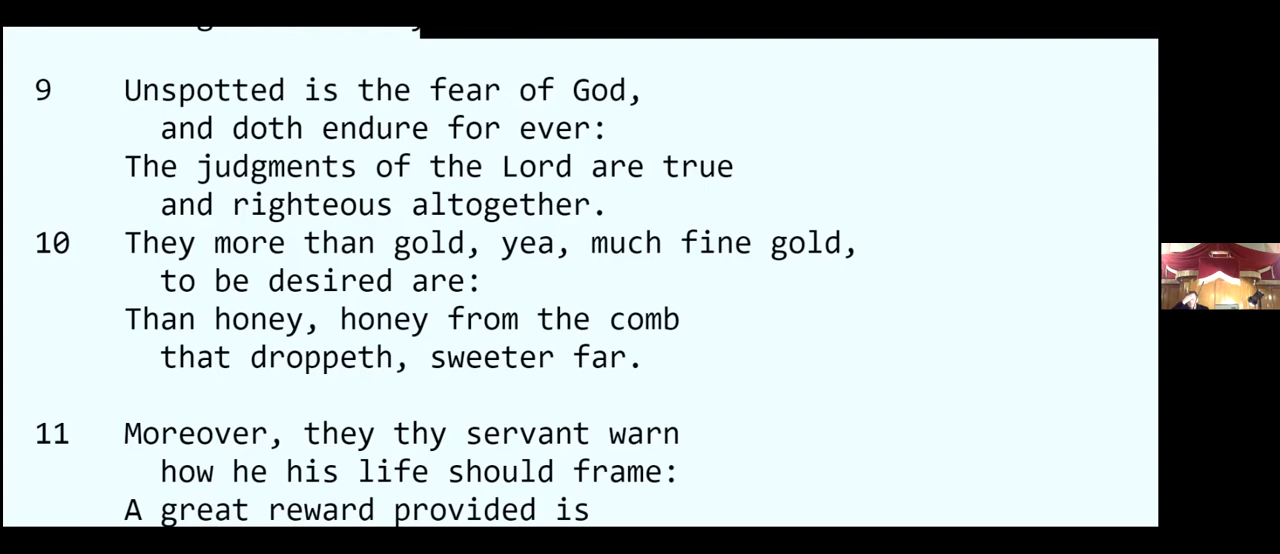 9 Unspotted is the fear of God,
and doth endure for ever:
The judgments of the Lord are true
and righteous altogether.
10 They more than gold, yea, much fine gold,
to be desired are:
Than honey, honey from the comb
that droppeth, sweeter far.
11 Moreover, they thy servant warn
how he his life should frame:
A great reward provided is